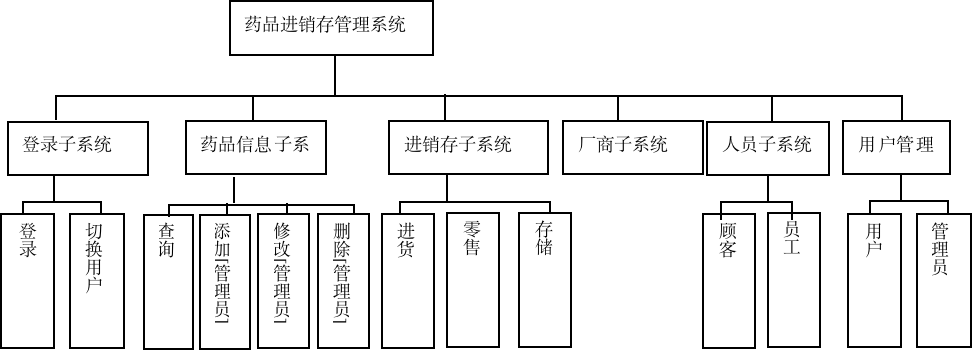 药品进销存管理系统
登录子系统
药品信息子系
进销存子系统
厂商子系统
人员子系统
用户管理
登录
切换用户
查询
添加[管理员]
修改[管理员]
删除[管理员]
进货
零售
存储
顾客
员工
用户
管理员